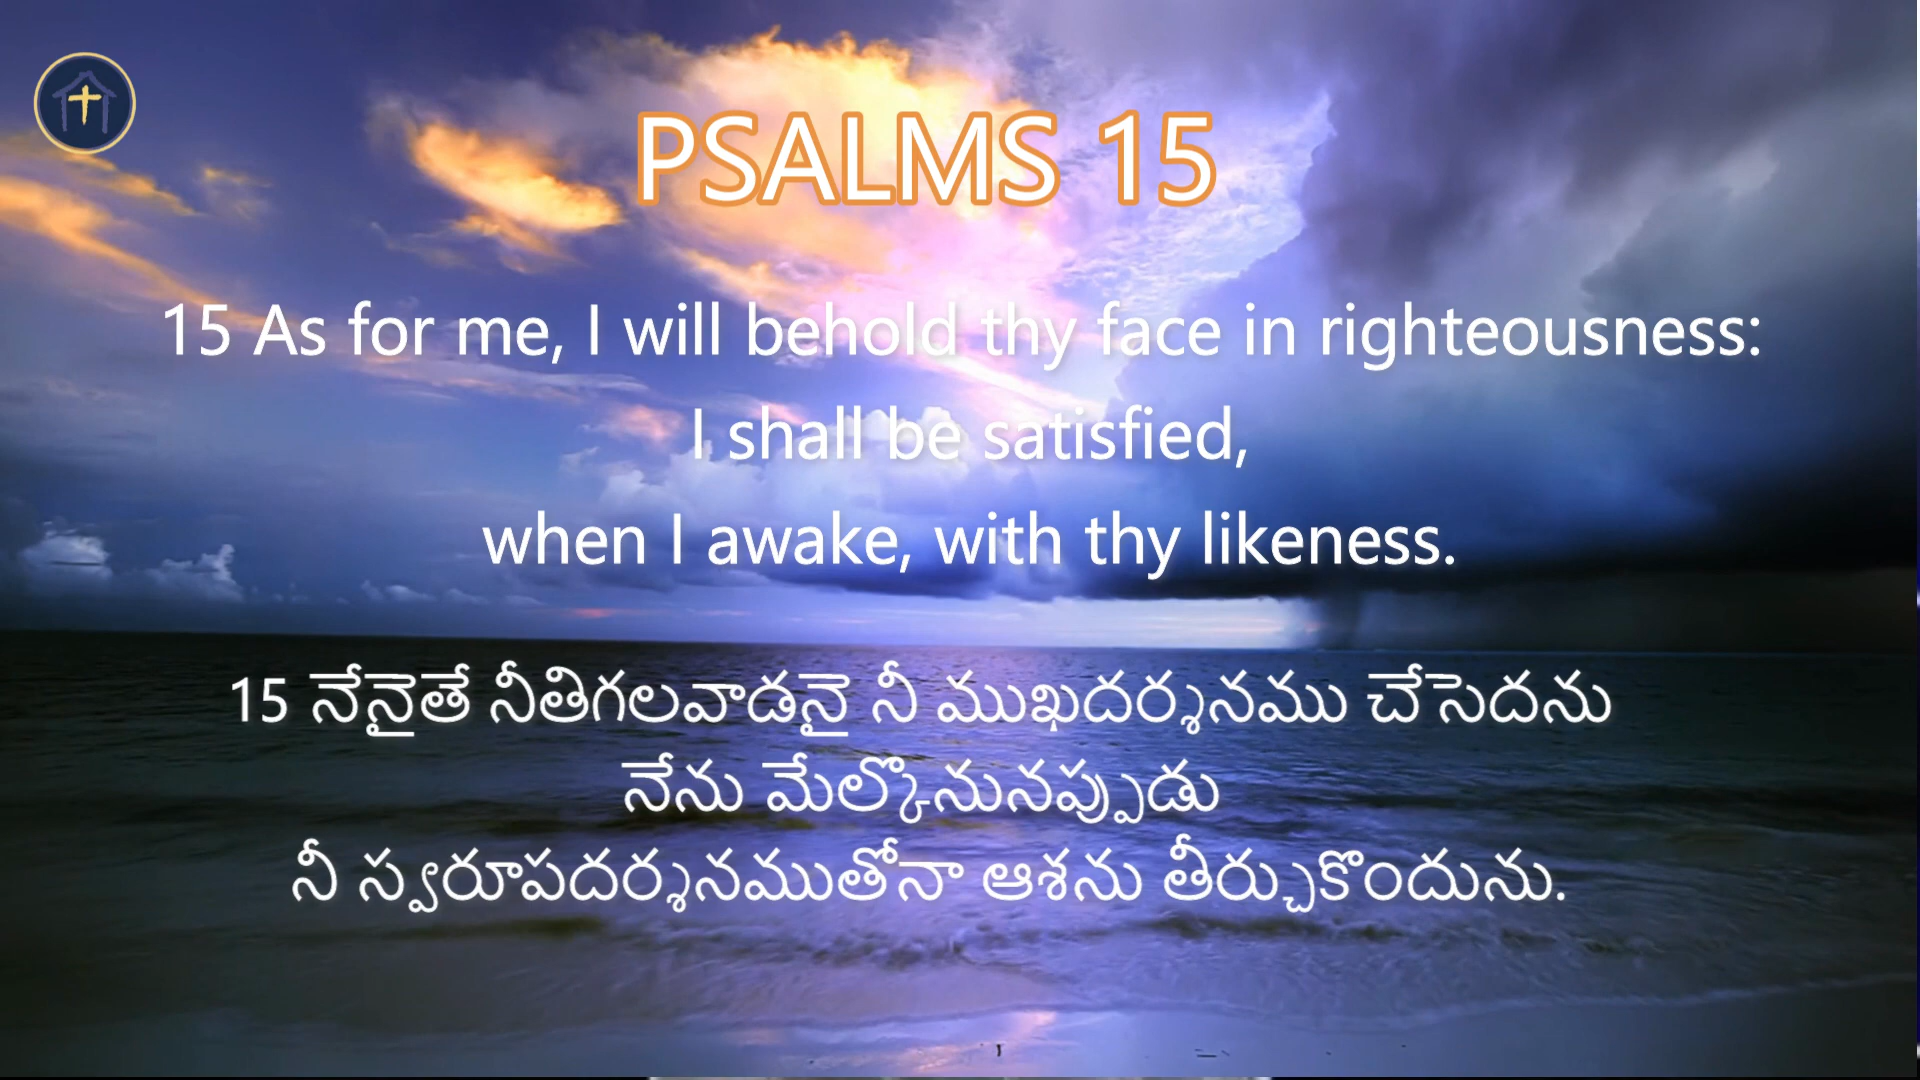 PSALMS 15
15 As for me, I will behold thy face in righteousness:
I shall be satisfied,
when I awake, with thy likeness.
15 నేనైతే నీతిగలవాడనై నీ ముఖదర్శనము చేసెదను
నేను మేల్కొనునప్పుడు
నీ స్వరూపదర్శనముతోనా ఆశను తీర్చుకొందును.